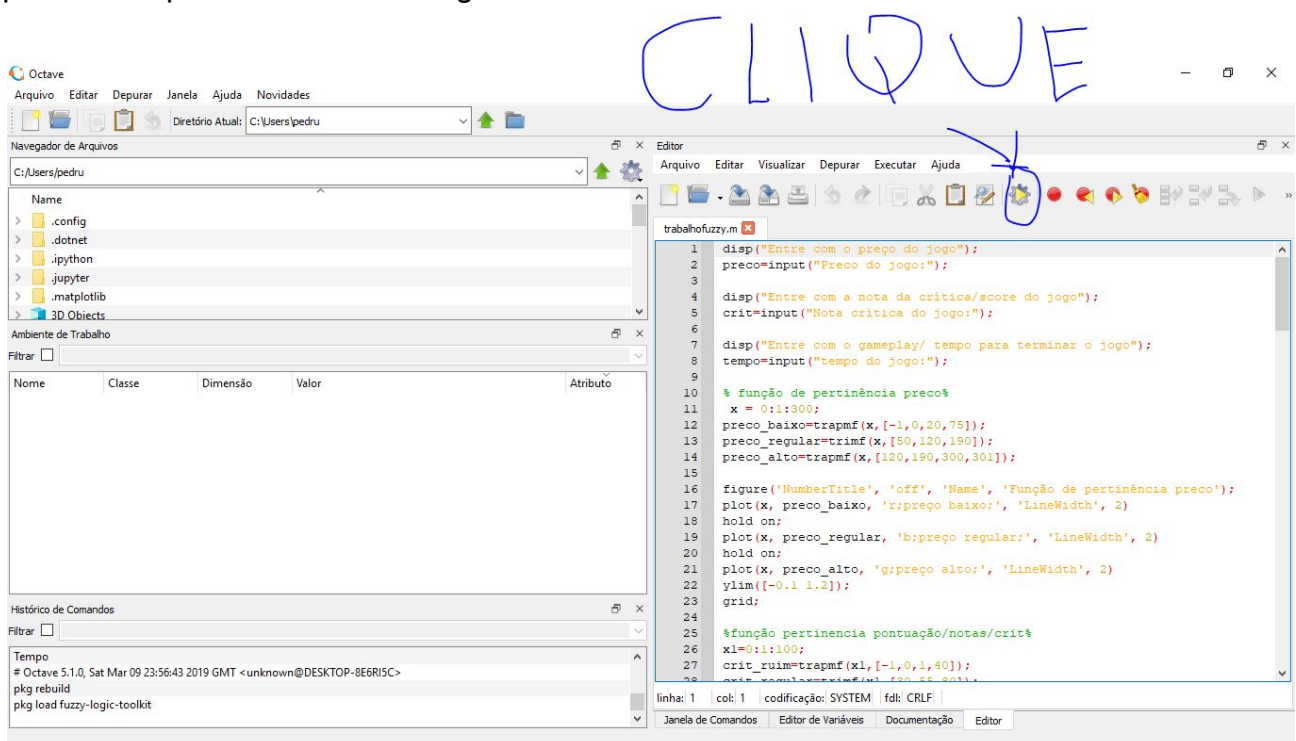 CLIQUE
Octave
Arquivo Editar Depurar Janela Ajuda Novidades
Diretório Atual: C:\Users\pedru
Navegador de Arquivos
C:/Users/pedru
Name
.config
.dotnet
.ipython
.jupyter
.matplotlib
3D Objects
Ambiente de Trabalho
Filtrar
Nome Classe Dimensão Valor Atributo
Histórico de Comandos
Filtrar
Tempo
# Octave 5.1.0, Sat Mar 09 23:56:43 2019 GMT <unknown@DESKTOP-8E6RI5C>
pkg rebuild
pkg load fuzzy-logic-toolkit
Editor
Arquivo Editar Visualizar Depurar Executar Ajuda
trabalhofuzzy.m
1 disp("Entre com o preço do jogo");
2 preco=input("Preco do jogo:");
3
4 disp("Entre com a nota da crítica/score do jogo");
5 crit=input("Nota crítica do jogo:");
6
7 disp("Entre com o gameplay/ tempo para terminar o jogo");
8 tempo=input("tempo do jogo:");
9
10 % função de pertinência preco%
11 x = 0:1:300;
12 preco_baixo=trapmf(x,[-1,0,20,75]);
13 preco_regular=trimf(x,[50,120,190]);
14 preco_alto=trapmf(x,[120,190,300,301]);
15
16 figure('NumberTitle', 'off', 'Name', 'Função de pertinência preco');
17 plot(x, preco_baixo, 'r;preço baixo;', 'LineWidth', 2)
18 hold on;
19 plot(x, preco_regular, 'b;preço regular;', 'LineWidth', 2)
20 hold on;
21 plot(x, preco_alto, 'g;preço alto;', 'LineWidth', 2)
22 ylim([-0.1 1.2]);
23 grid;
24
25 %função pertinencia pontuação/notas/crit%
26 x1=0:1:100;
27 crit_ruim=trapmf(x1,[-1,0,1,40]);
linha: 1 col: 1 codificação: SYSTEM fdl: CRLF
Janela de Comandos Editor de Variáveis Documentação Editor